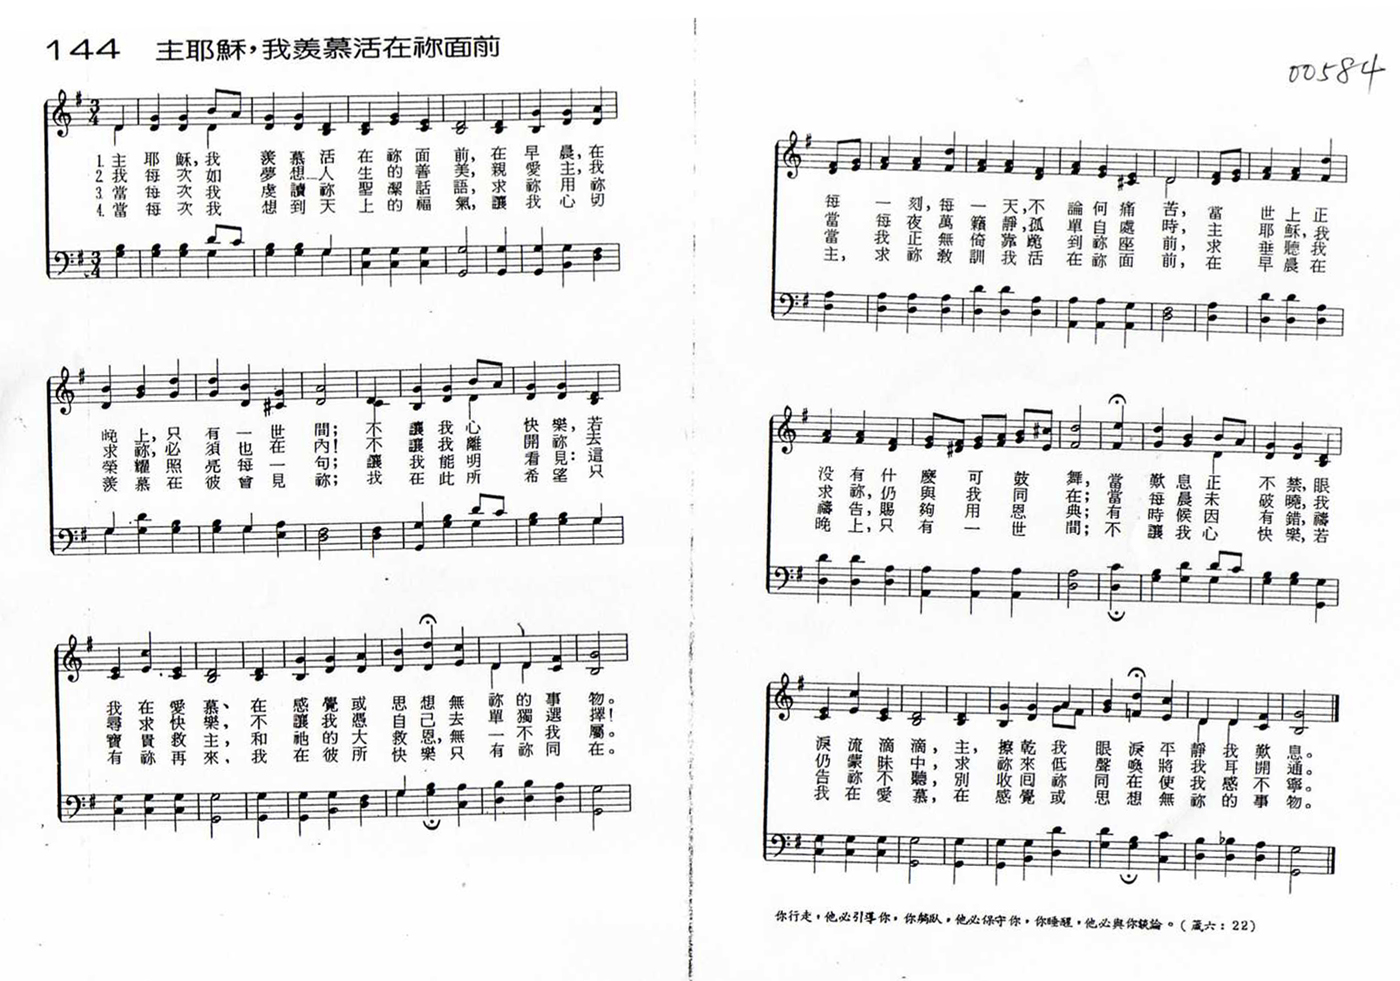 144 主耶穌，我羨慕活在祢面前
00584
3 4
1.主耶穌,我羨慕活在祢面前,在早晨,在
2.我每次如夢想人生的善美,親愛主,我
3.當每次我虔讀祢聖潔話語,求祢用祢
4.當每次我想到天上的福氣,讓我心切
3 4
晚上,只有一世間;不讓我心快樂,若
求祢,必須也在內!不讓我離開祢去
榮耀照亮每一句;讓我能明看見:這
羨慕在彼曾見祢;我在此所希望只
我在愛慕、在感覺或思想無祢的事物。
尋求快樂,不讓我愚自己去單獨選擇!
寶貴救主,和祂的大救恩,無一不屬。
有祢再來,我在彼所快樂只有祢同在。
每一刻,每一天,不論何痛苦,當世上正
當每夜萬籟靜,孤單自處時,主耶穌,我
當我正無倚靠跪到祢座前,求垂聽我
主,求祢教訓我活在祢面前,在早晨在
没有什麼可鼓舞,當歎息正不禁,眼
求祢,仍與我同在;當每晨未破曉,我
禱告,賜夠用恩典;有時候因有錯,禱
晚上,只有一世間;不讓我心快樂,若
淚流滴滴,主,擦乾我眼淚平靜我歎息。
仍蒙昧中,求祢來低聲喚將我耳開通。
告祢不聽,別收回祢同在使我感不寧。
我在愛慕,在感覺或思想無祢的事物。
你行走，他必引導你，你躺臥，他必保守你，你睡醒，他必與你談論。(箴六：22)